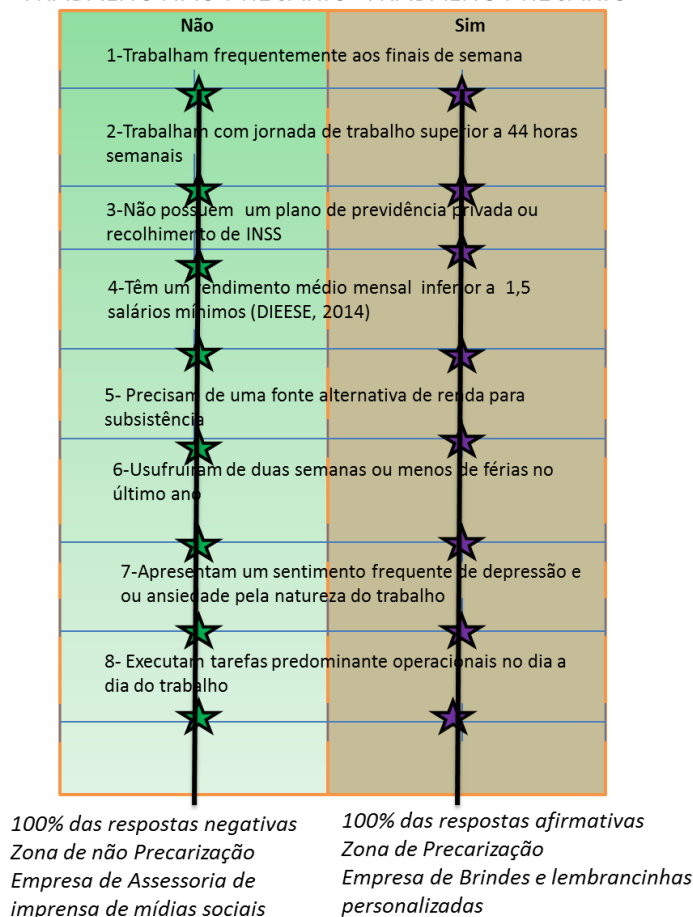 Não
Sim
1-Trabalham frequentemente aos finais de semana
2-Trabalham com jornada de trabalho superior a 44 horas
semanais
3-Não possuem um plano de previdência privada ou
recolhimento de INSS
4-Têm um rendimento médio mensal inferior a 1,5
salários mínimos (DIEESE, 2014)
5- Precisam de uma fonte alternativa de renda para
subsistência
6-Usufruíram de duas semanas ou menos de férias no
último ano
7-Apresentam um sentimento frequente de depressão e
ou ansiedade pela natureza do trabalho
8- Executam tarefas predominante operacionais no dia a
dia do trabalho
100% das respostas negativas
Zona de não Precarização
Empresa de Assessoria de
imprensa de mídias sociais
100% das respostas afirmativas
Zona de Precarização
Empresa de Brindes e lembrancinhas
personalizadas